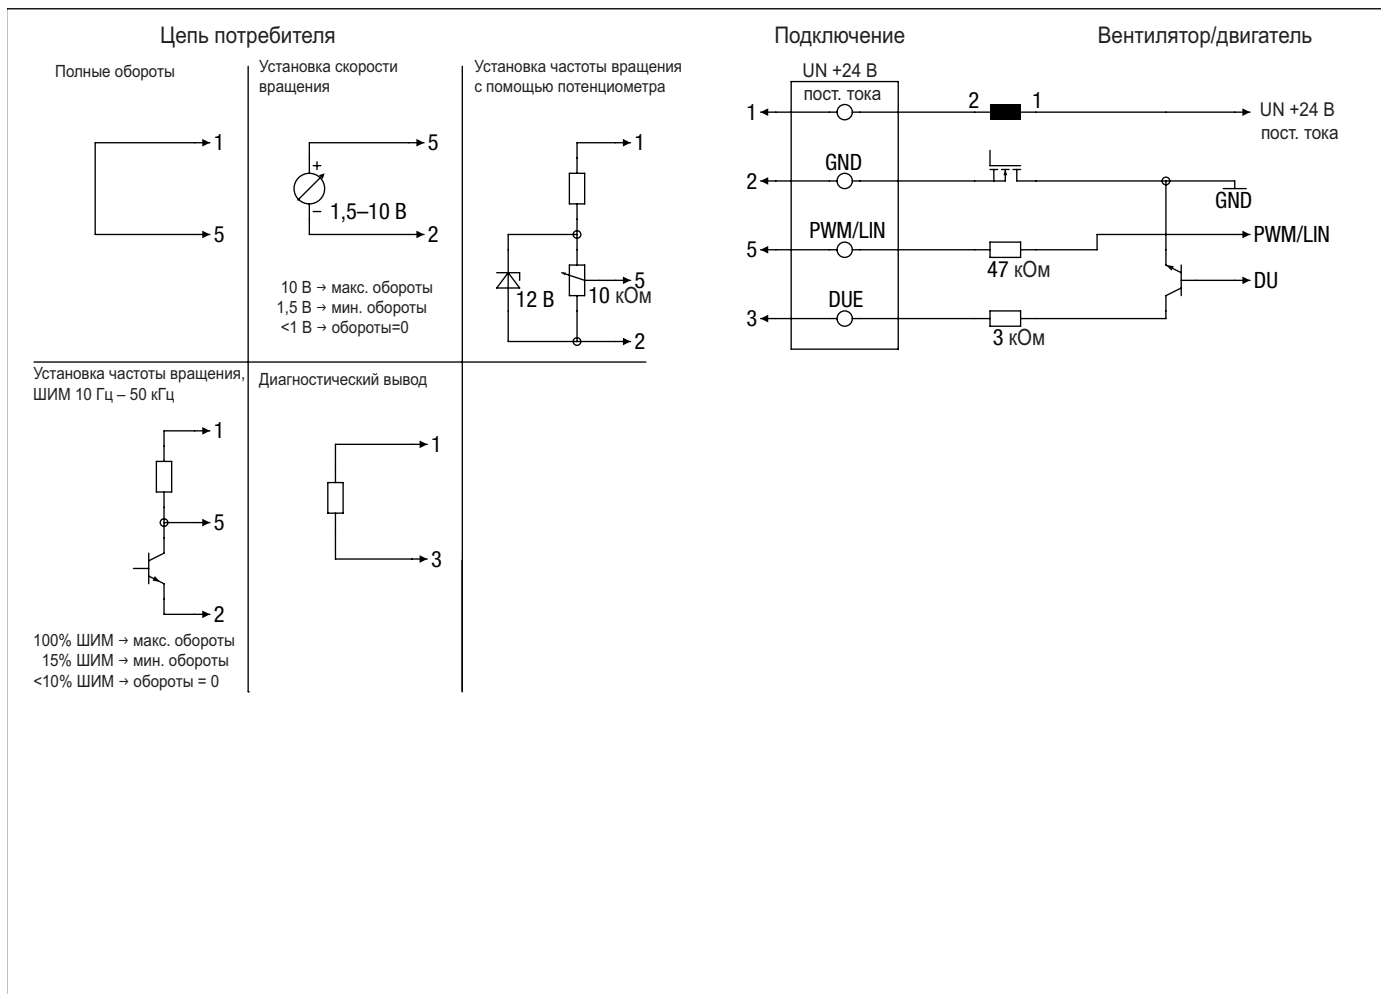 Цепь потребителя
Подключение
Вентилятор/двигатель
Полные обороты
1
5
Установка скорости
вращения
5
+
–
1,5–10 В
2
10 В → макс. обороты
1,5 В → мин. обороты
<1 В → обороты=0
Установка частоты вращения
с помощью потенциометра
1
12 В
5
10 кОм
2
Установка частоты вращения,
ШИМ 10 Гц – 50 кГц
1
5
2
100% ШИМ → макс. обороты
15% ШИМ → мин. обороты
<10% ШИМ → обороты = 0
Диагностический вывод
1
3
UN +24 В
пост. тока
1
2
1
UN +24 В
пост. тока
GND
2
GND
PWM/LIN
5
47 кОм
PWM/LIN
DU
DUE
3
3 кОм